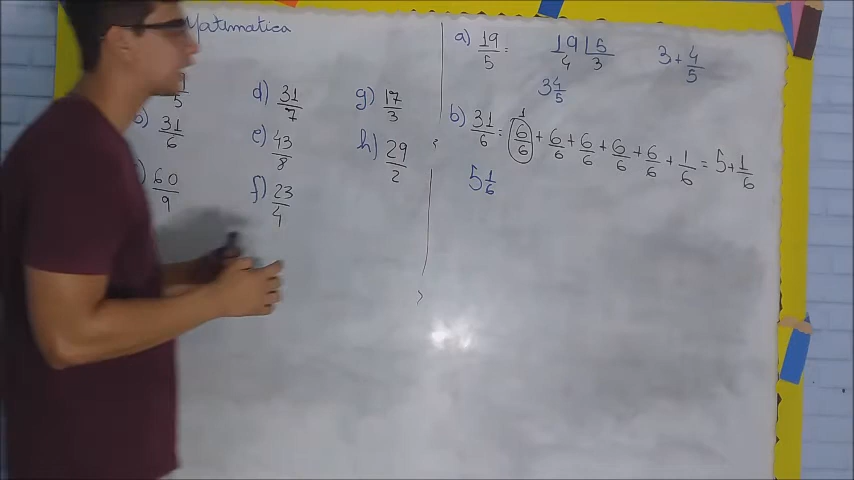 Matematica
9/5
b) 31/6
) 60/9
d) 31/7
e) 43/8
f) 23/4
g) 17/3
h) 29/2
a) 19/5 = 19 | 5 3 + 4/5
4 3
3 4/5
b) 31/6 = 6/6 + 6/6 + 6/6 + 6/6 + 6/6 + 1/6 = 5 + 1/6
1
5 1/6